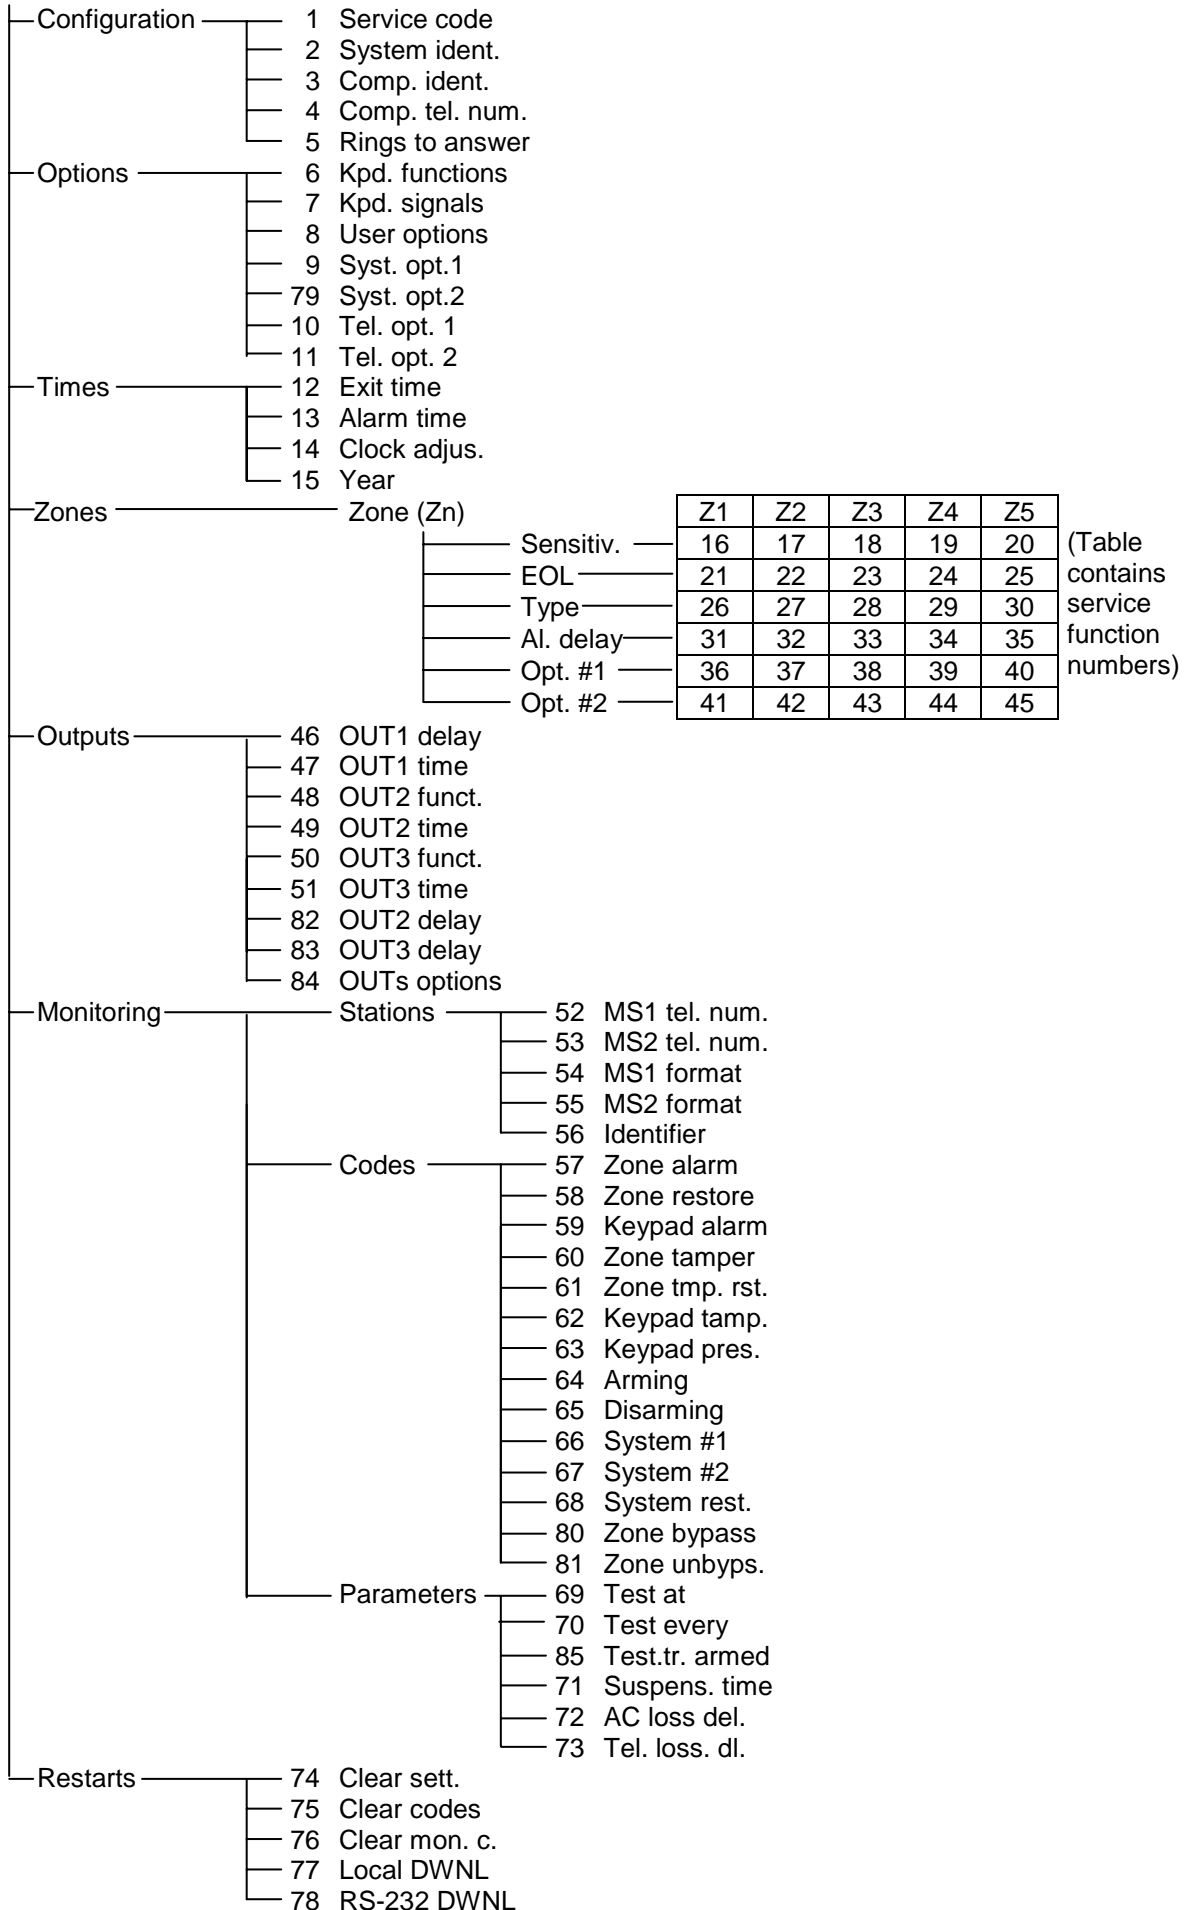 Configuration 1 Service code
2 System ident.
3 Comp. ident.
4 Comp. tel. num.
5 Rings to answer
Options 6 Kpd. functions
7 Kpd. signals
8 User options
9 Syst. opt.1
79 Syst. opt.2
10 Tel. opt. 1
11 Tel. opt. 2
Times 12 Exit time
13 Alarm time
14 Clock adjus.
15 Year
Zones Zone (Zn) Z1 Z2 Z3 Z4 Z5
Sensitiv. 16 17 18 19 20 (Table
EOL 21 22 23 24 25 contains
Type 26 27 28 29 30 service
Al. delay 31 32 33 34 35 function
Opt. #1 36 37 38 39 40 numbers)
Opt. #2 41 42 43 44 45
Outputs 46 OUT1 delay
47 OUT1 time
48 OUT2 funct.
49 OUT2 time
50 OUT3 funct.
51 OUT3 time
82 OUT2 delay
83 OUT3 delay
84 OUTs options
Monitoring Stations 52 MS1 tel. num.
53 MS2 tel. num.
54 MS1 format
55 MS2 format
56 Identifier
Codes 57 Zone alarm
58 Zone restore
59 Keypad alarm
60 Zone tamper
61 Zone tmp. rst.
62 Keypad tamp.
63 Keypad pres.
64 Arming
65 Disarming
66 System #1
67 System #2
68 System rest.
80 Zone bypass
81 Zone unbyps.
Parameters 69 Test at
70 Test every
85 Test.tr. armed
71 Suspens. time
72 AC loss del.
73 Tel. loss. dl.
Restarts 74 Clear sett.
75 Clear codes
76 Clear mon. c.
77 Local DWNL
78 RS-232 DWNL